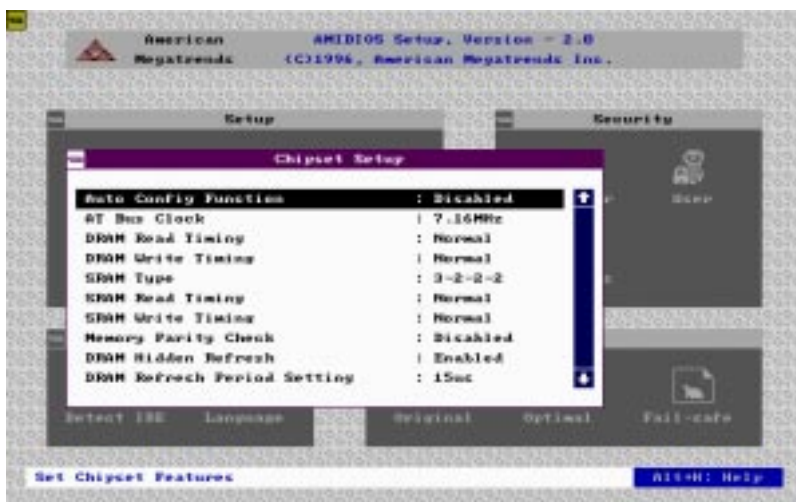 American
Megatrends
AMIBIOS Setup, Version - 2.0
(C)1996, American Megatrends Inc.
Setup
Security
Chipset Setup
Auto Config Function : Disabled
AT Bus Clock : 7.16MHz
DRAM Read Timing : Normal
DRAM Write Timing : Normal
SRAM Type : 3-2-2-2
SRAM Read Timing : Normal
SRAM Write Timing : Normal
Memory Parity Check : Disabled
DRAM Hidden Refresh : Enabled
DRAM Refresh Period Setting : 15us
User
Detect IDE Language
Original Optimal Fail-safe
Set Chipset Features
Alt+H: Help